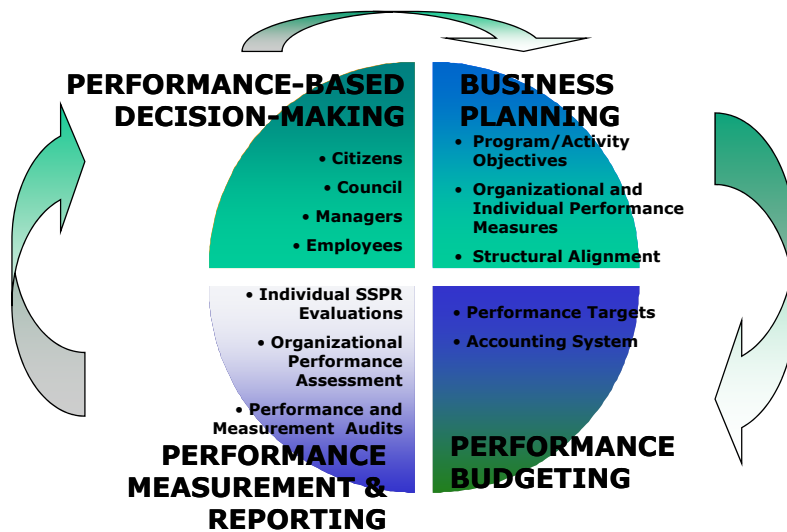 PERFORMANCE-BASED
DECISION-MAKING
• Citizens
• Council
• Managers
• Employees
BUSINESS
PLANNING
• Program/Activity
Objectives
• Organizational and
Individual Performance
Measures
• Structural Alignment
• Individual SSPR
Evaluations
• Organizational
Performance
Assessment
• Performance and
Measurement Audits
PERFORMANCE
MEASUREMENT &
REPORTING
• Performance Targets
• Accounting System
PERFORMANCE
BUDGETING